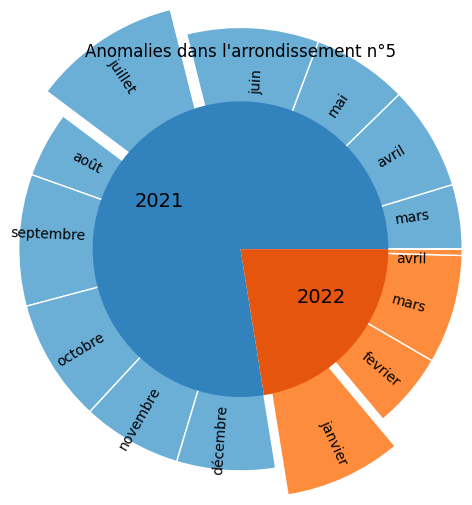 Anomalies dans l'arrondissement n°5
juillet
juin
mai
avril
août
2021
mars
septembre
avril
2022
mars
octobre
fevrier
novembre
décembre
janvier